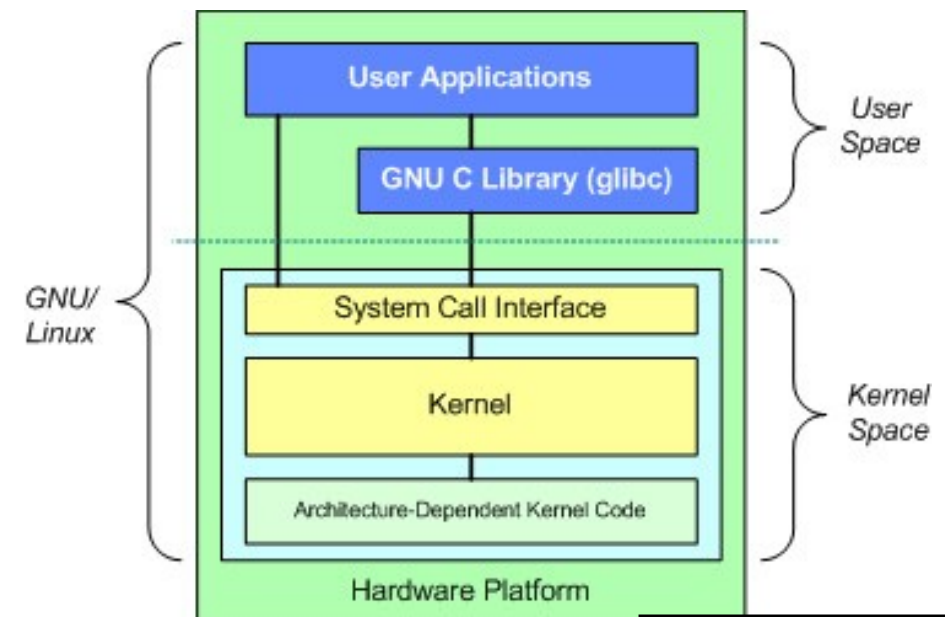 User Applications
User
Space
GNU C Library (glibc)
GNU/
Linux
System Call Interface
Kernel
Kernel
Space
Architecture-Dependent Kernel Code
Hardware Platform